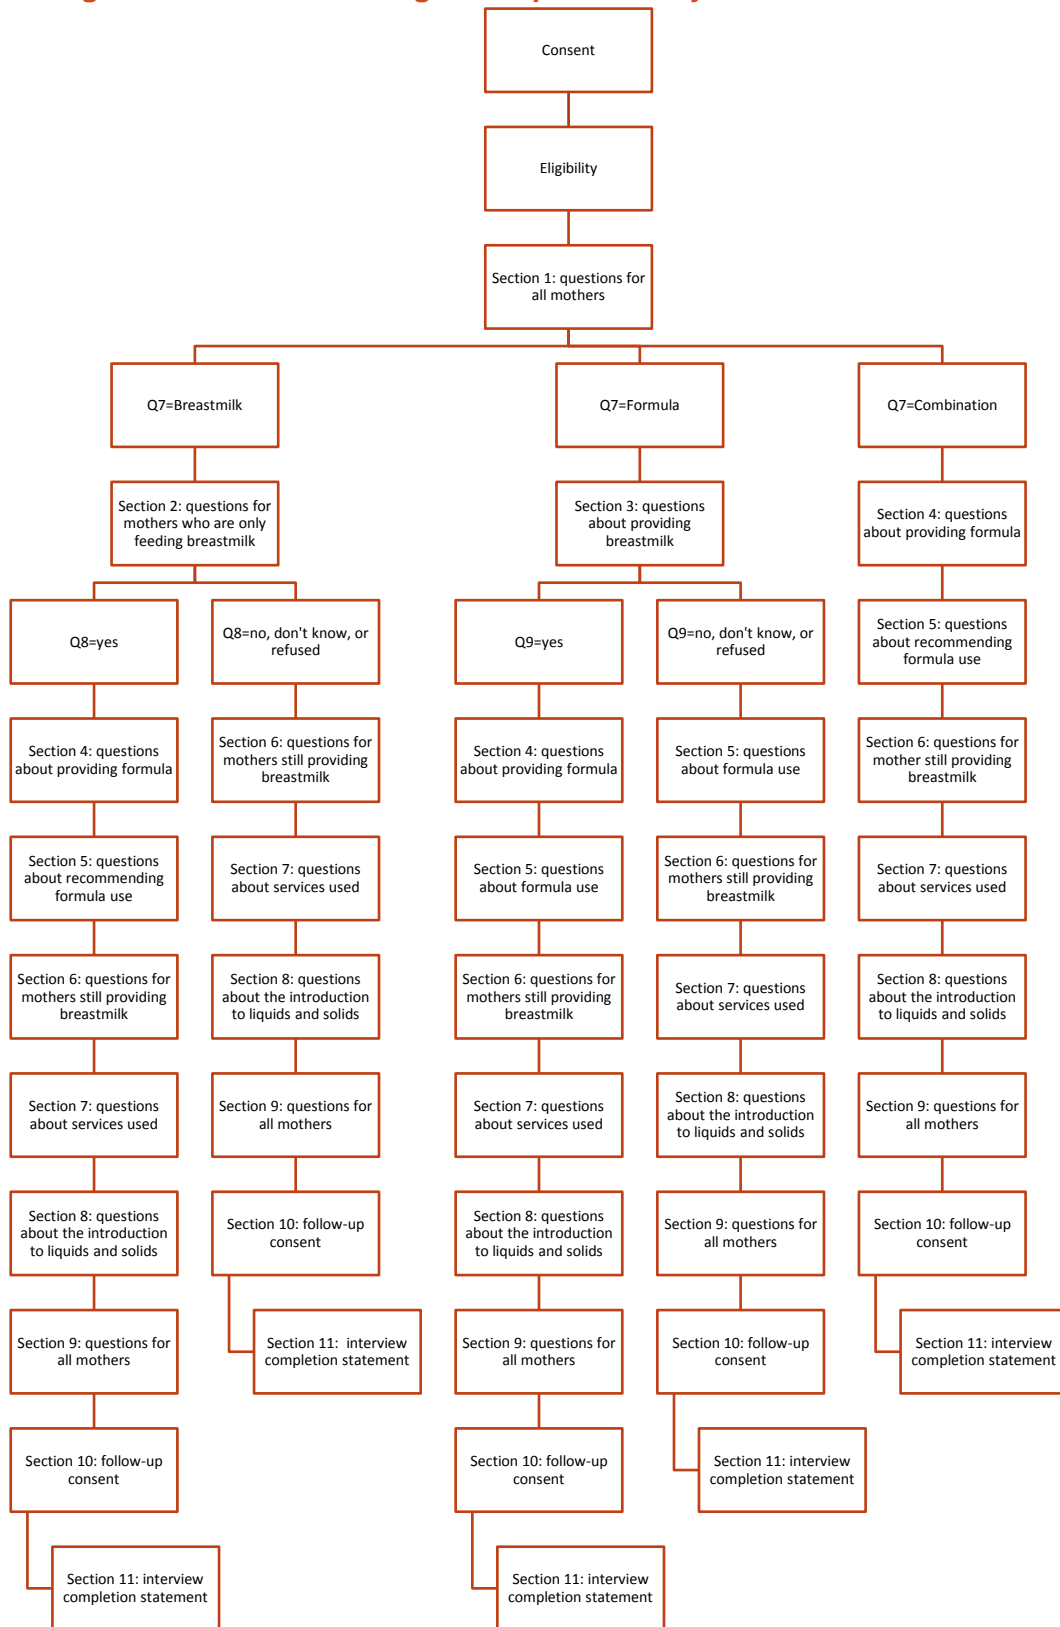 Consent
Eligibility
Section 1: questions for
all mothers
Q7=Breastmilk
Q7=Formula
Q7=Combination
Section 2: questions for
mothers who are only
feeding breastmilk
Section 3: questions
about providing
breastmilk
Section 4: questions
about providing formula
Q8=yes
Q8=no, don't know, or
refused
Q9=yes
Q9=no, don't know, or
refused
Section 5: questions
about recommending
formula use
Section 4: questions
about providing formula
Section 6: questions for
mothers still providing
breastmilk
Section 4: questions
about providing formula
Section 5: questions
about formula use
Section 6: questions for
mother still providing
breastmilk
Section 5: questions
about recommending
formula use
Section 7: questions
about services used
Section 5: questions
about formula use
Section 6: questions for
mothers still providing
breastmilk
Section 7: questions
about services used
Section 6: questions for
mothers still providing
breastmilk
Section 8: questions
about the introduction
to liquids and solids
Section 6: questions for
mothers still providing
breastmilk
Section 7: questions
about services used
Section 8: questions
about the introduction
to liquids and solids
Section 7: questions
about services used
Section 9: questions for
all mothers
Section 7: questions
about services used
Section 8: questions
about the introduction
to liquids and solids
Section 9: questions for
all mothers
Section 8: questions
about the introduction
to liquids and solids
Section 10: follow-up
consent
Section 8: questions
about the introduction
to liquids and solids
Section 9: questions for
all mothers
Section 10: follow-up
consent
Section 9: questions for
all mothers
Section 11:  interview
completion statement
Section 9: questions for
all mothers
Section 10: follow-up
consent
Section 11: interview
completion statement
Section 10: follow-up
consent
Section 10: follow-up
consent
Section 11: interview
completion statement
Section 11: interview
completion statement
Section 11: interview
completion statement